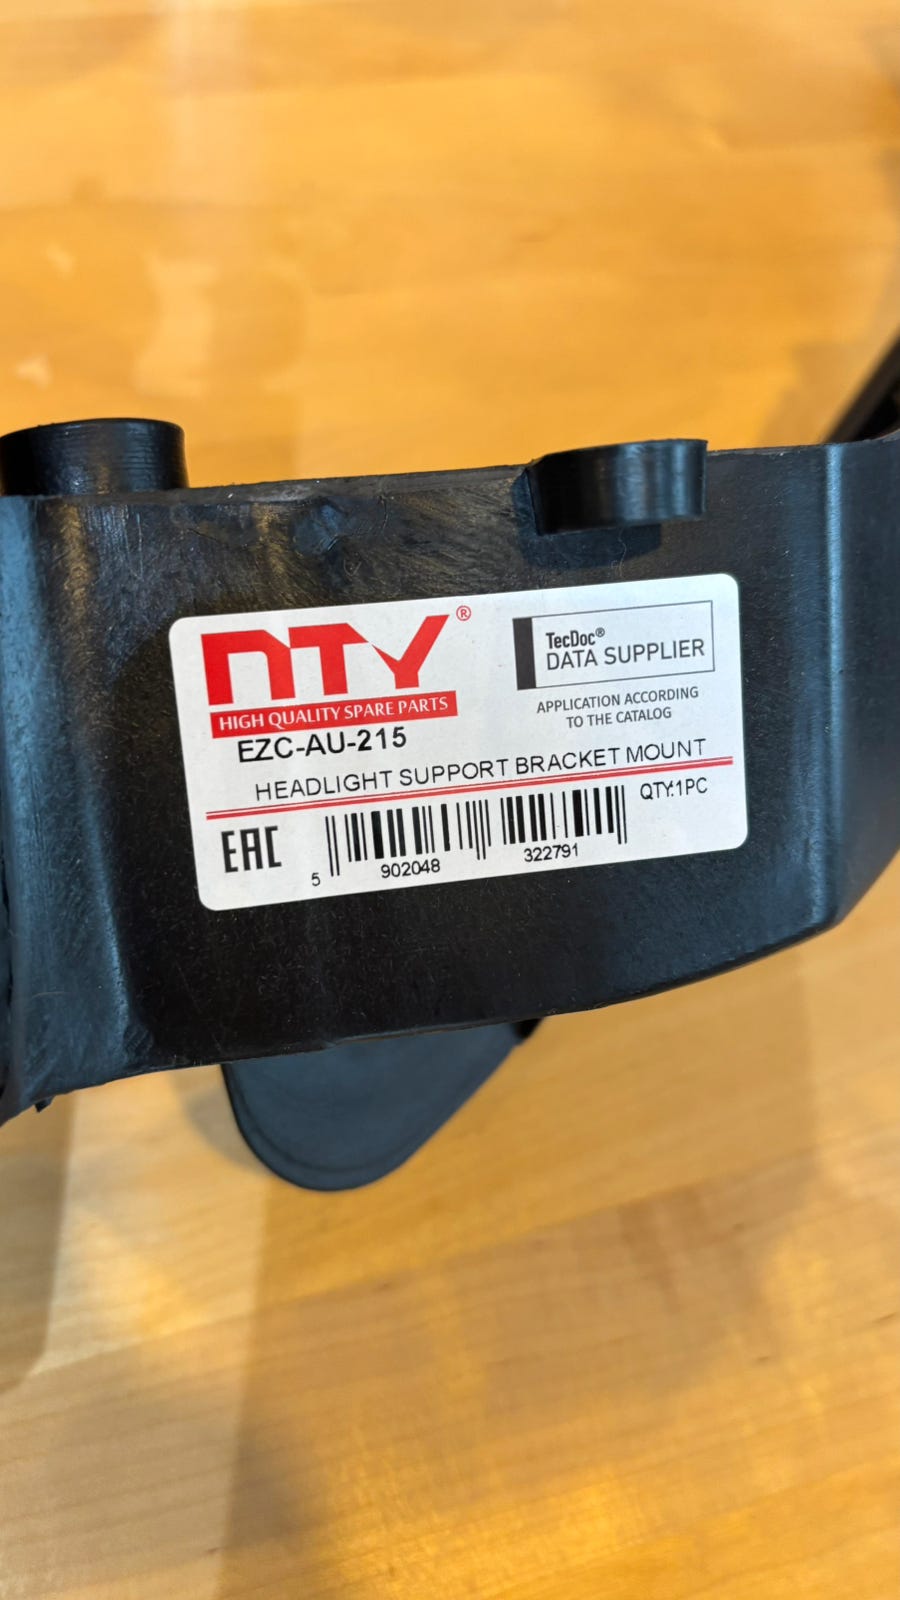 NTY®
HIGH QUALITY SPARE PARTS
TecDoc®
DATA SUPPLIER
APPLICATION ACCORDING
TO THE CATALOG
EZC-AU-215
HEADLIGHT SUPPORT BRACKET MOUNT
QTY:1PC
EAC
5 902048 322791